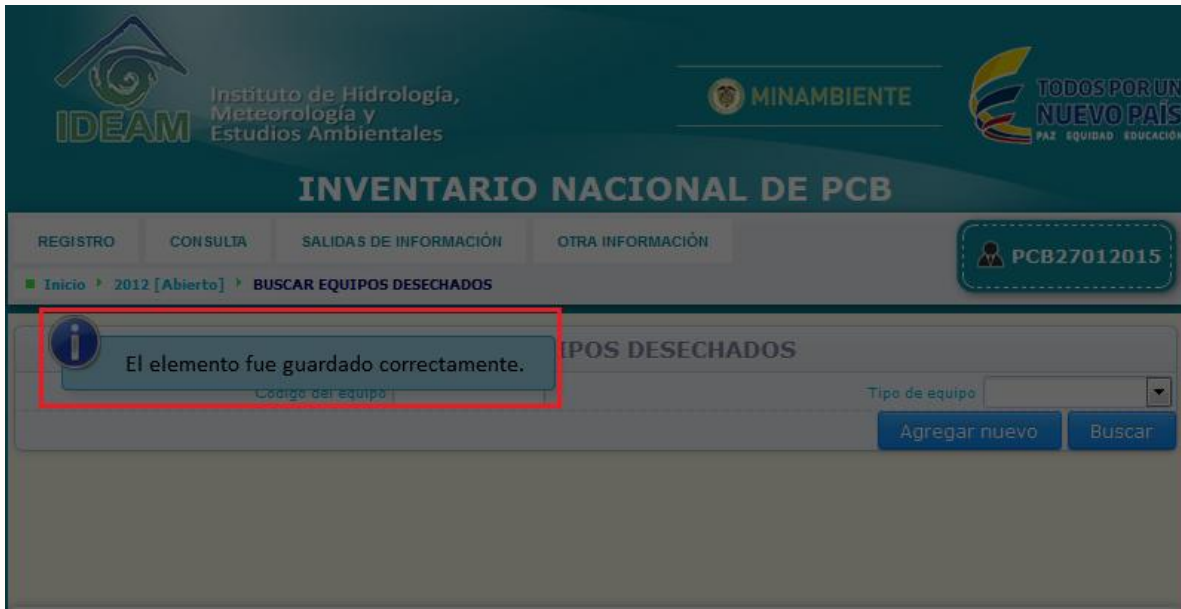 IDEAM
Instituto de Hidrología,
Meteorología y
Estudios Ambientales
MINAMBIENTE
TODOS POR UN
NUEVO PAÍS
PAZ EQUIDAD EDUCACIÓN
INVENTARIO NACIONAL DE PCB
REGISTRO CONSULTA SALIDAS DE INFORMACIÓN OTRA INFORMACIÓN
PCB27012015
Inicio 2012 [Abierto] BUSCAR EQUIPOS DESECHADOS
El elemento fue guardado correctamente.
IPOS DESECHADOS
Código del equipo Tipo de equipo
Agregar nuevo Buscar